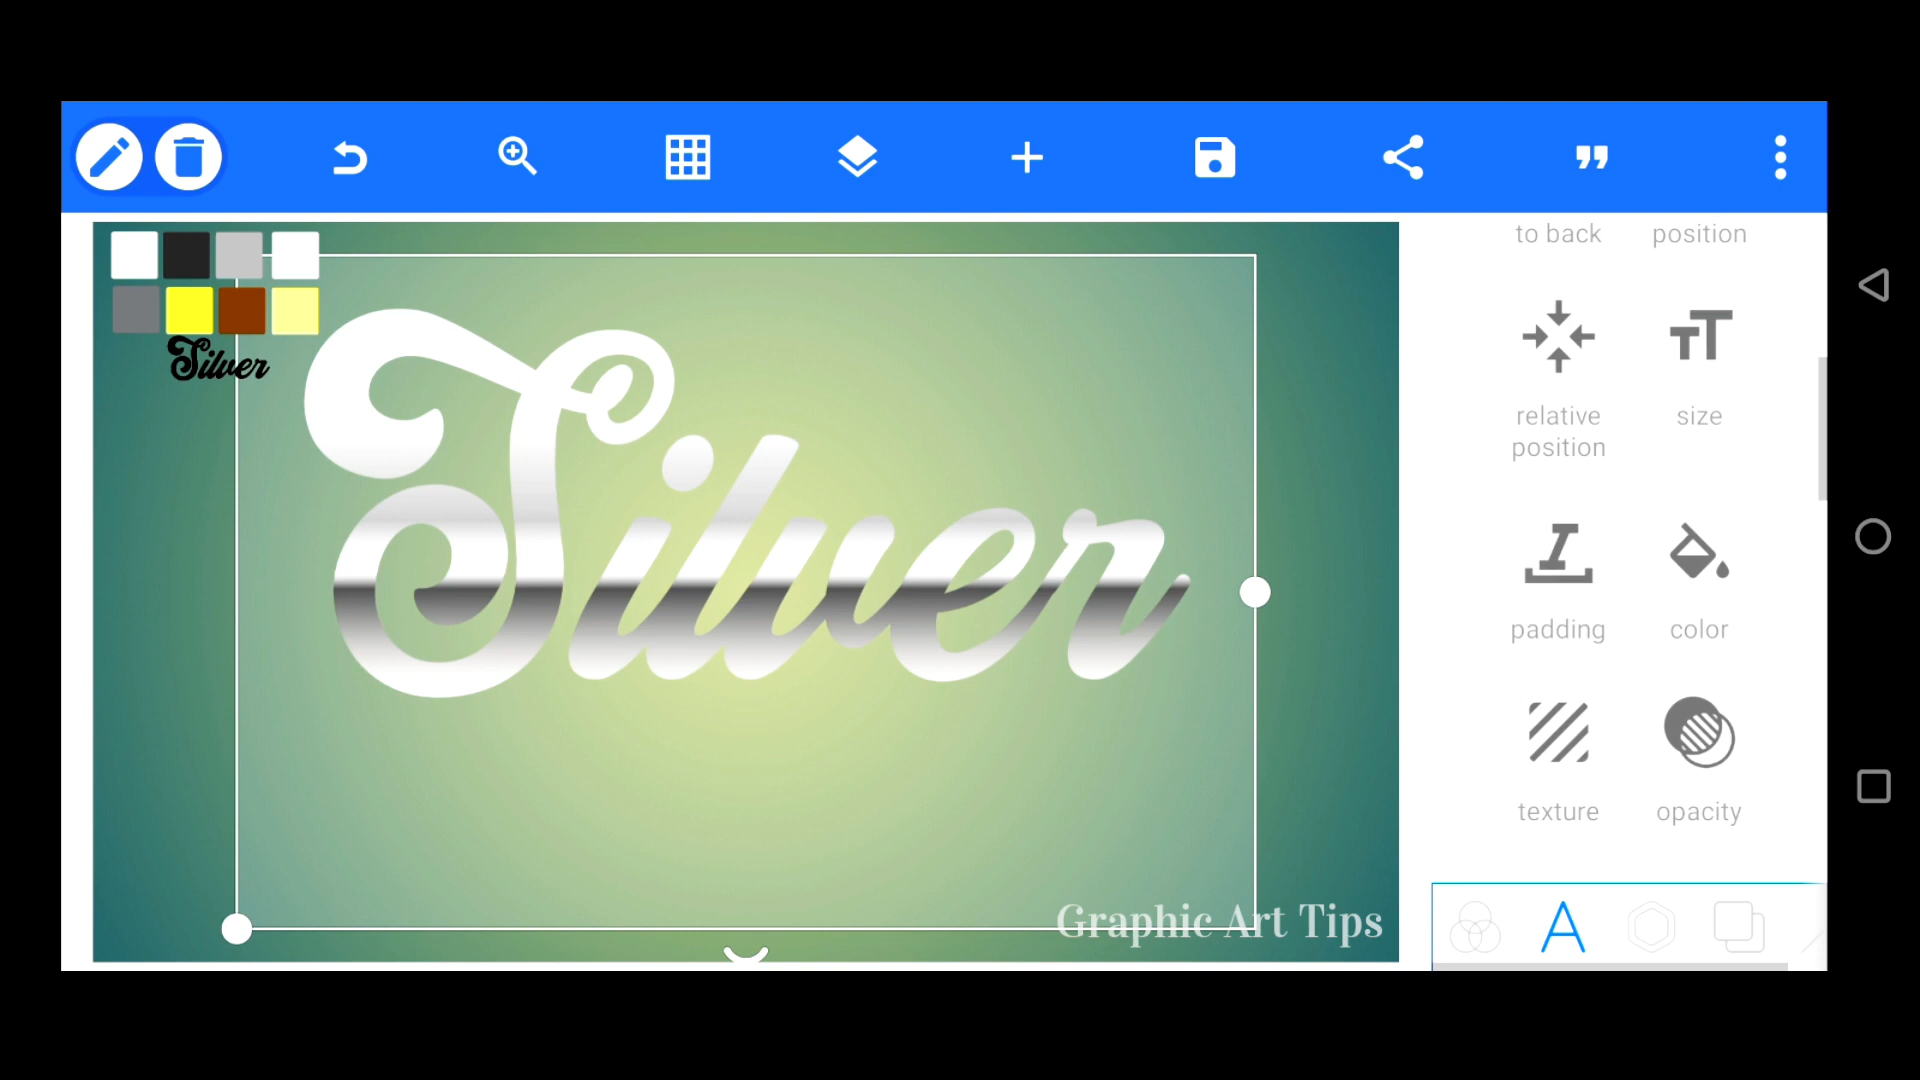 to back
position
Silver
Silver
relative
position
size
padding
color
texture
opacity
Graphic Art Tips